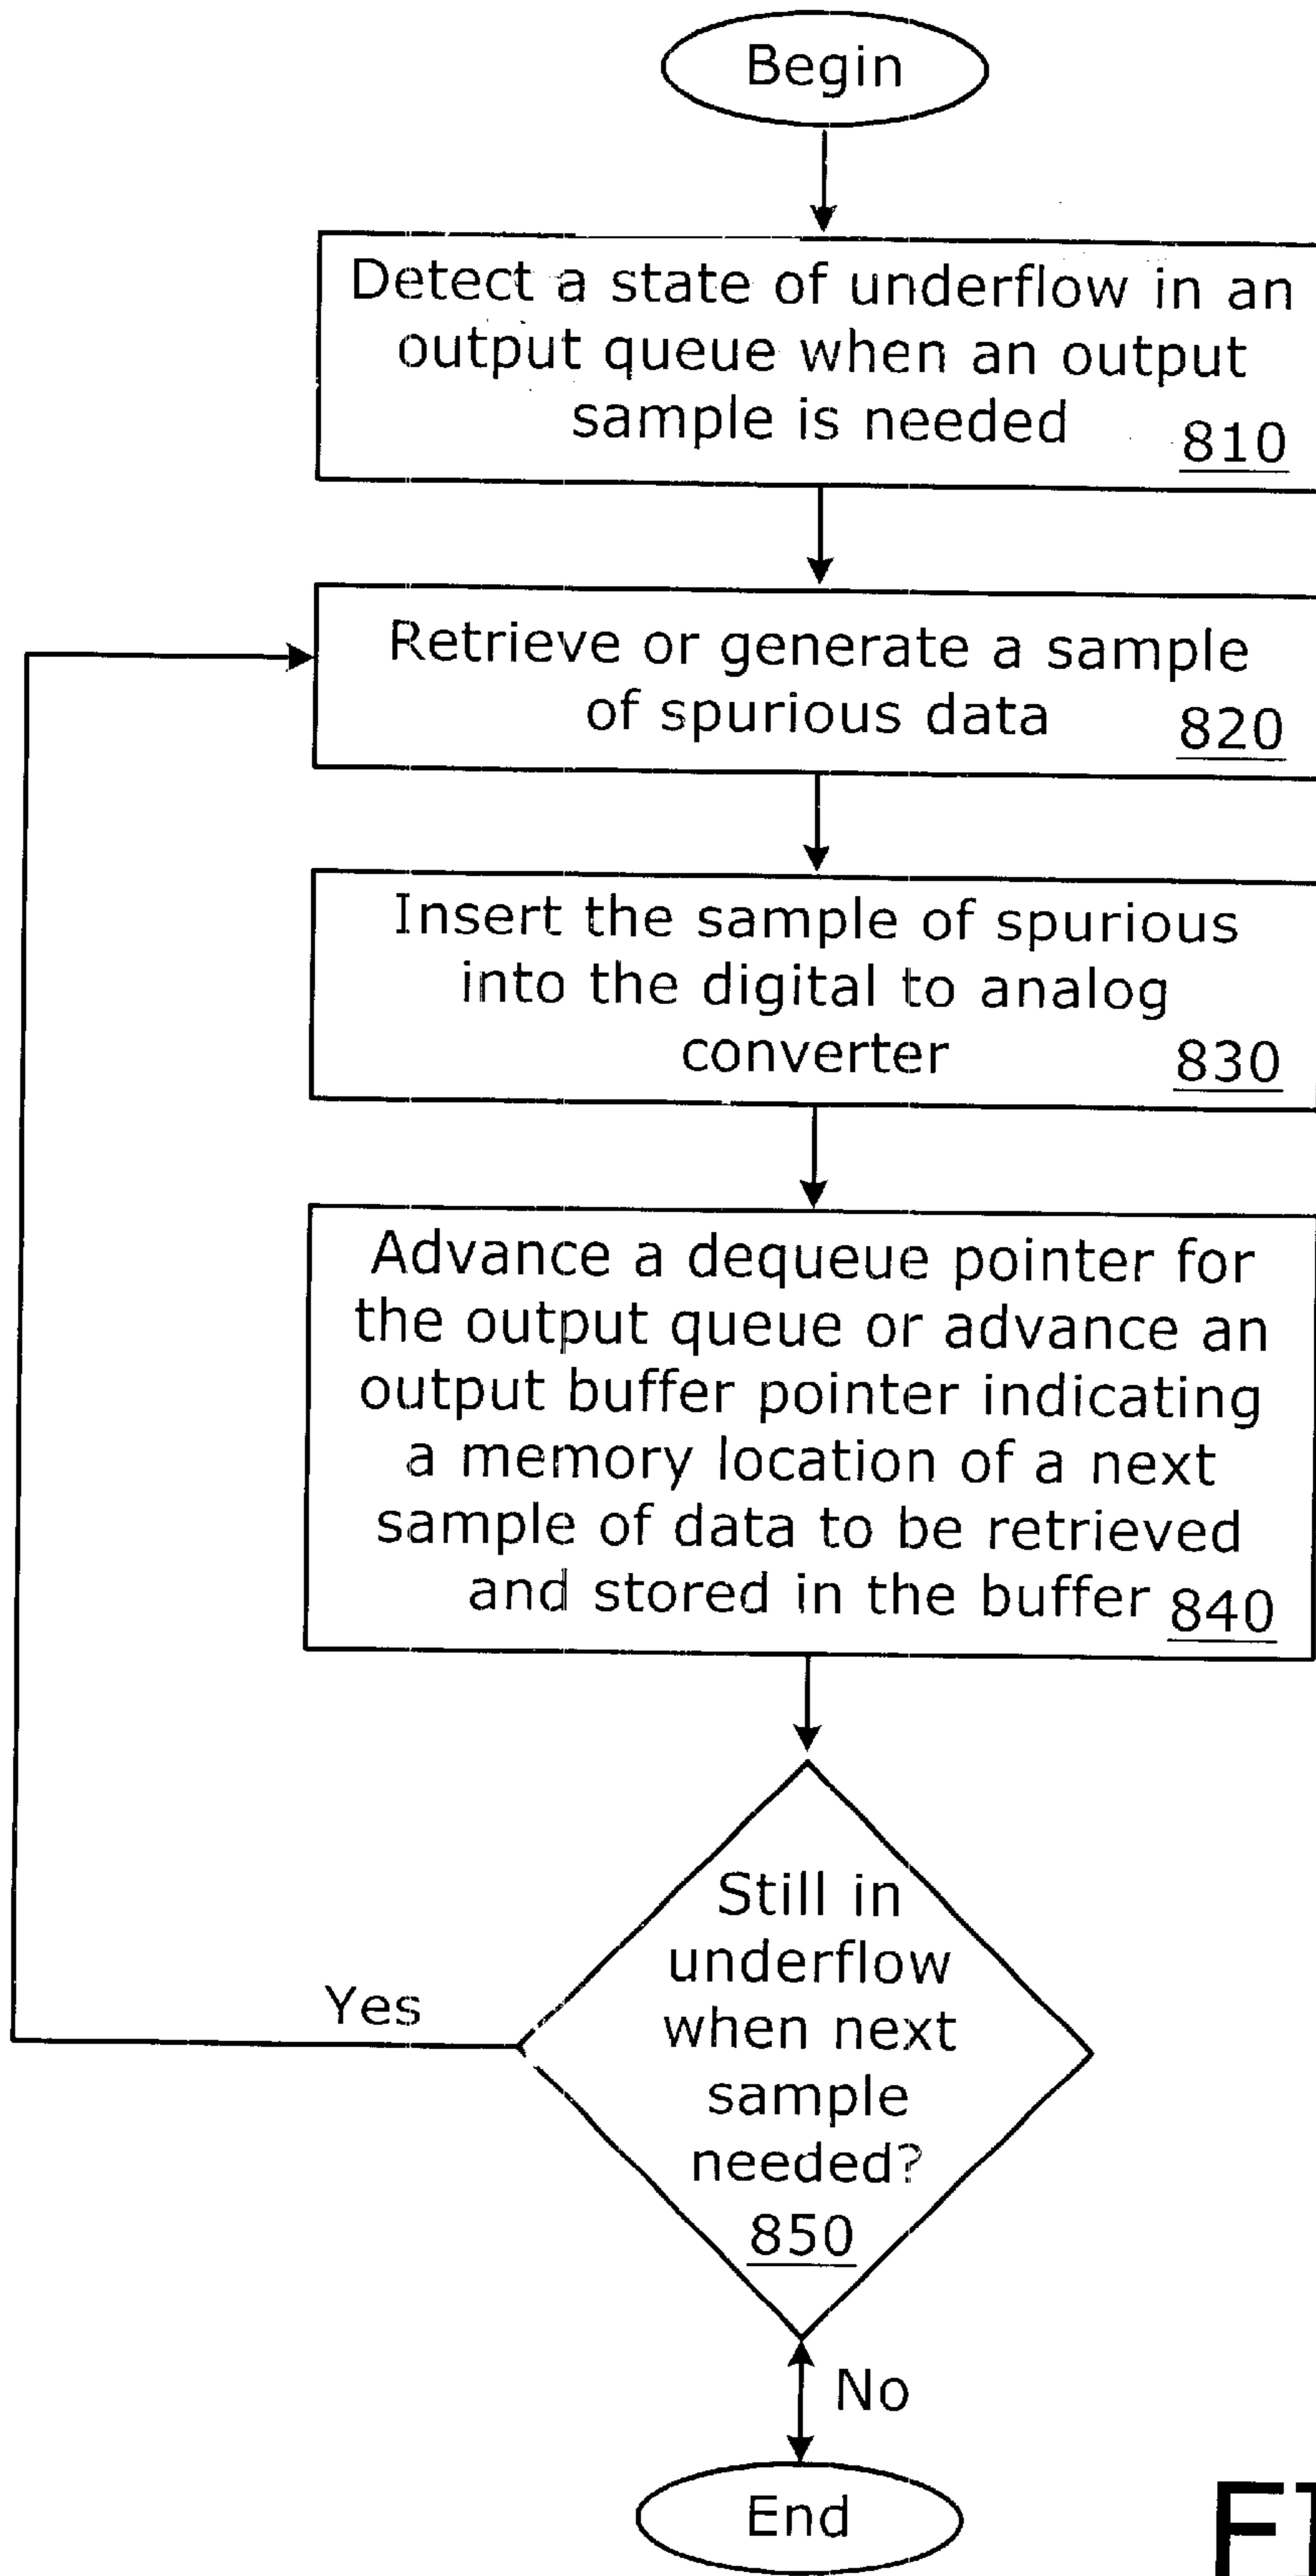 Begin
Detect a state of underflow in an
output queue when an output
sample is needed 810
Retrieve or generate a sample
of spurious data 820
Insert the sample of spurious
into the digital to analog
converter 830
Advance a dequeue pointer for
the output queue or advance an
output buffer pointer indicating
a memory location of a next
sample of data to be retrieved
and stored in the buffer 840
Still in
underflow
when next
sample
needed?
850
Yes
No
End